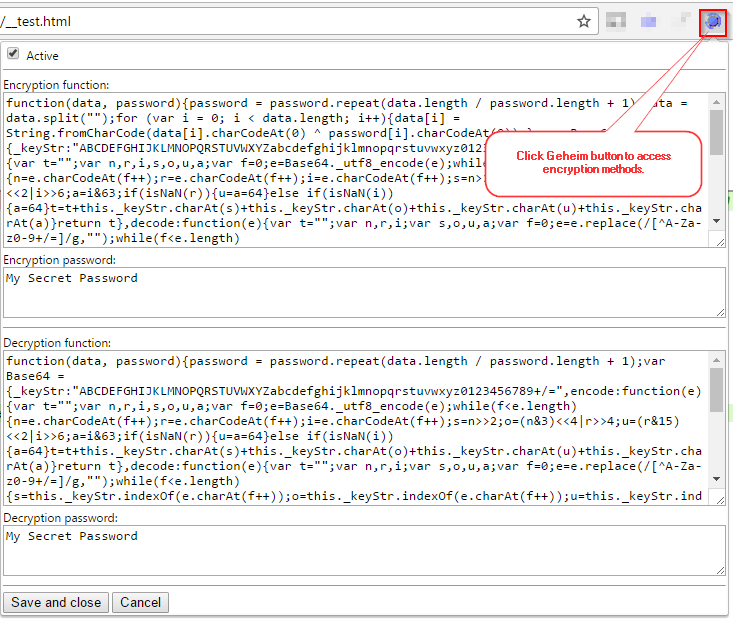 /__test.html
Active
Encryption function:
function(data, password){password = password.repeat(data.length / password.length + 1) data =
data.split("");for (var i = 0; i < data.length; i++){data[i] =
String.fromCharCode(data[i].charCodeAt(0) ^ password[i].charCodeAt(
{_keyStr:"ABCDEFGHIJKLMNOPQRSTUVWXYZabcdefghijklmnopqrstuvwxyz012
{var t="";var n,r,i,s,o,u,a;var f=0;e=Base64._utf8_encode(e);while
{n=e.charCodeAt(f++);r=e.charCodeAt(f++);i=e.charCodeAt(f++);s=n>
<<2|i>>6;a=i&63;if(isNaN(r)){u=a=64}else if(isNaN(i))
{a=64}t=t+this._keyStr.charAt(s)+this._keyStr.charAt(o)+this._keyStr.charAt(u)+this._keyStr.cha
rAt(a)}return t},decode:function(e){var t="";var n,r,i;var s,o,u,a;var f=0;e=e.replace(/[^A-Za-
z0-9+/=]/g,"");while(f<e.length)
Click Geheim button to access
encryption methods.
Encryption password:
My Secret Password
Decryption function:
function(data, password){password = password.repeat(data.length / password.length + 1);var
Base64 =
{_keyStr:"ABCDEFGHIJKLMNOPQRSTUVWXYZabcdefghijklmnopqrstuvwxyz0123456789+/=",encode:function(e)
{var t="";var n,r,i,s,o,u,a;var f=0;e=Base64._utf8_encode(e);while(f<e.length)
{n=e.charCodeAt(f++);r=e.charCodeAt(f++);i=e.charCodeAt(f++);s=n>>2;o=(n&3)<<4|r>>4;u=(r&15)
<<2|i>>6;a=i&63;if(isNaN(r)){u=a=64}else if(isNaN(i))
{a=64}t=t+this._keyStr.charAt(s)+this._keyStr.charAt(o)+this._keyStr.charAt(u)+this._keyStr.cha
rAt(a)}return t},decode:function(e){var t="";var n,r,i;var s,o,u,a;var f=0;e=e.replace(/[^A-Za-
z0-9+/=]/g,"");while(f<e.length)
{s=this._keyStr.indexOf(e.charAt(f++));o=this._keyStr.indexOf(e.charAt(f++));u=this._keyStr.ind
Decryption password:
My Secret Password
Save and close
Cancel